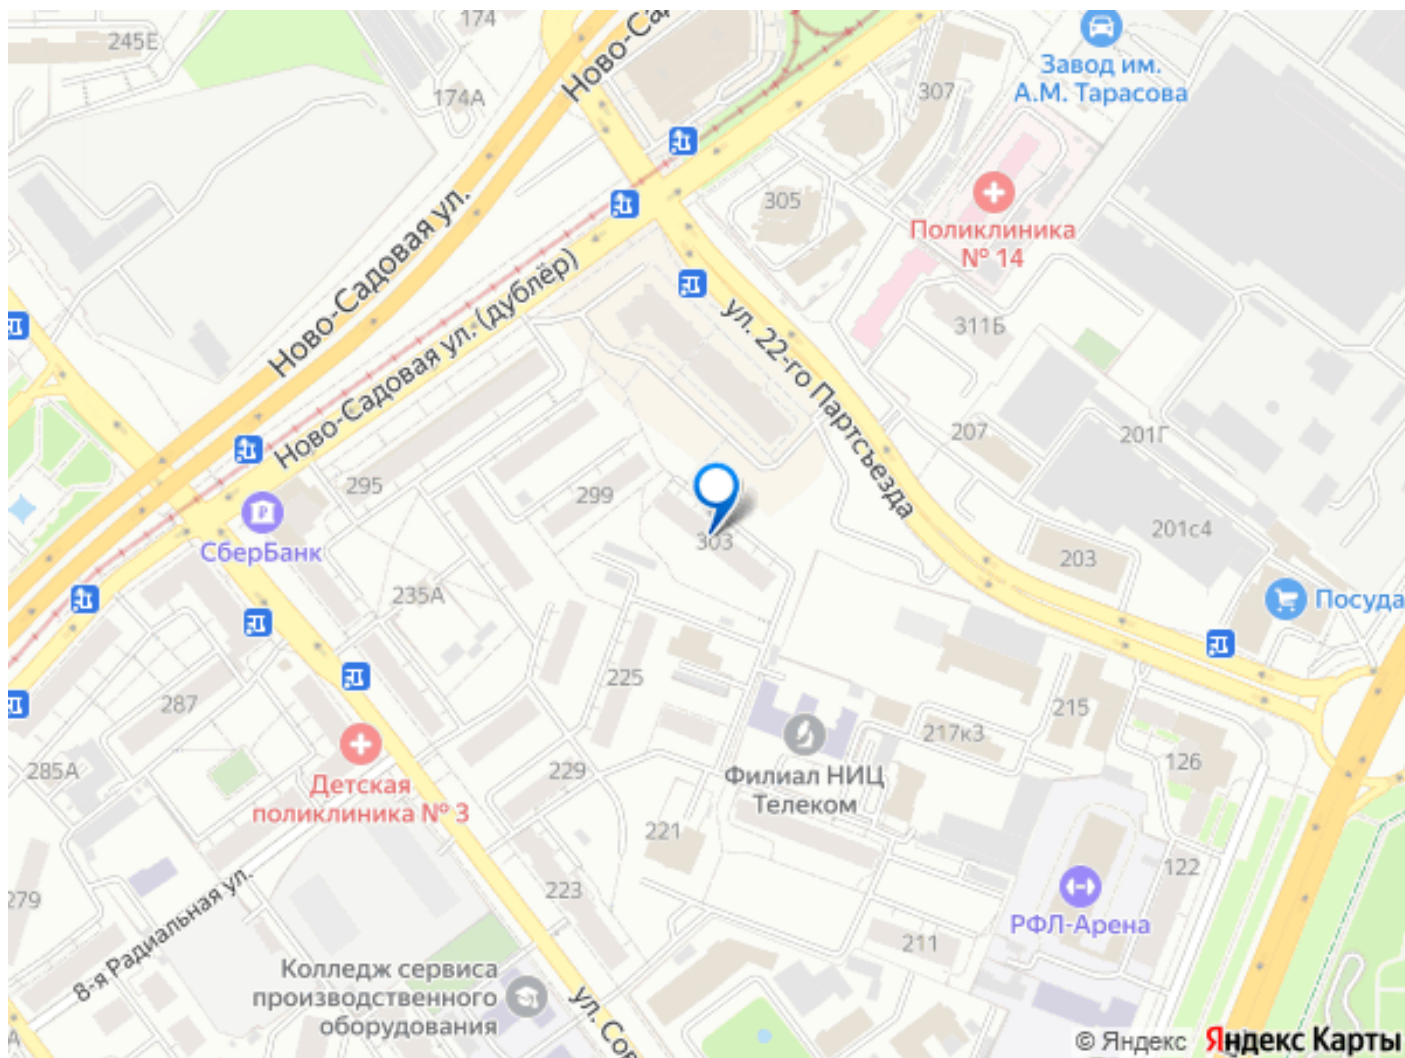 174
245Е
Ново-Са
174А
307
Завод им.
А.М. Тарасова
305
Поликлиника
№ 14
Ново-Садовая ул.
Ново-Садовая ул. (дублёр)
ул. 22-го Партсъезда
311Б
207
201Г
295
299
201с4
СберБанк
303
203
235А
Посуда
225
287
215
217к3
285А
229
126
Филиал НИЦ
Телеком
Детская
поликлиника № 3
221
122
279
223
8-я Радиальная ул.
РФЛ-Арена
211
Колледж сервиса
производственного
оборудования
ул. Сов
© Яндекс
Яндекс Карты